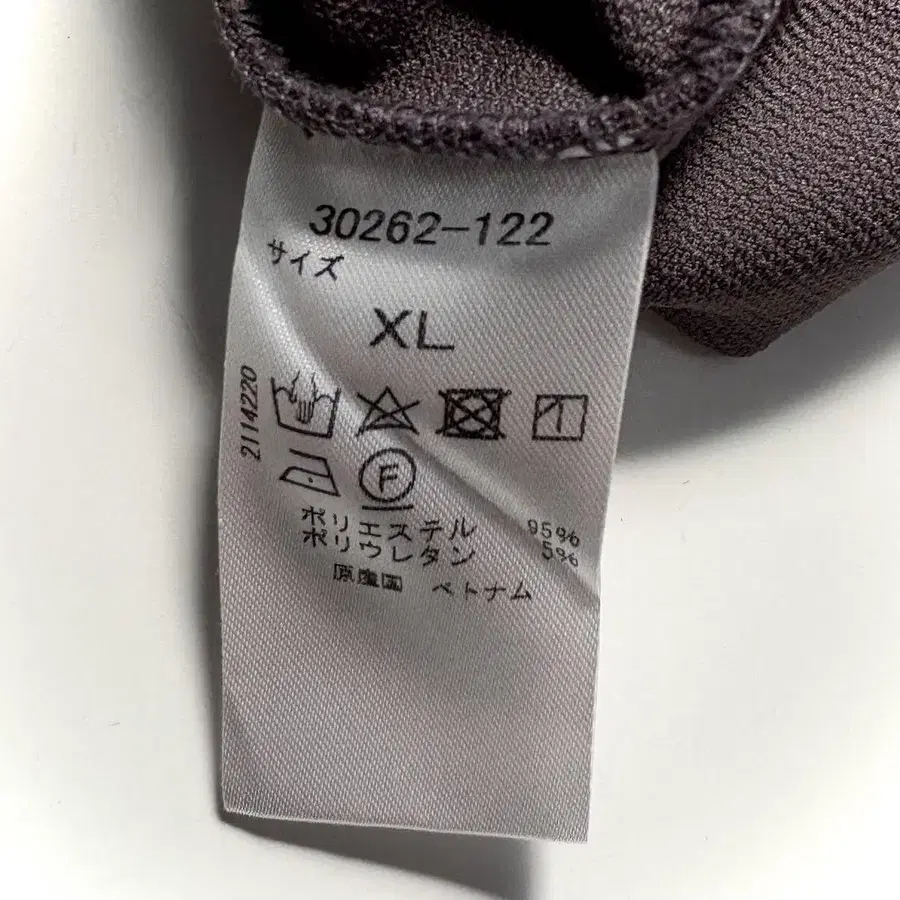 30262-122
サイズ
XL
2114220
F
ポリエステル 95%
ポリウレタン 5%
原産国 ベトナム